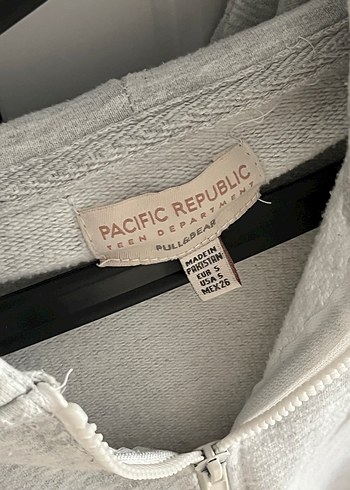 PACIFIC REPUBLIC
TEEN DEPARTMENT
PULL&BEAR
MADE IN
PAKISTAN
EUR S
USA S
MEX 26